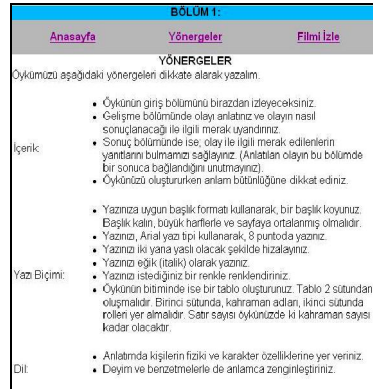 BÖLÜM 1:
Anasayfa Yönergeler Filmi İzle
YÖNERGELER
Öykümüzü aşağıdaki yönergeleri dikkate alarak yazalım.
• Öykünün giriş bölümünü birazdan izleyeceksiniz.
• Gelişme bölümünde olayı anlatınız ve olayın nasıl
sonuçlanacağı ile ilgili merak uyandırınız.
İçerik:
• Sonuç bölümünde ise; olay ile ilgili merak edilenlerin
yanıtlarını bulmamızı sağlayınız. (Anlatılan olayın bu bölümde
bir sonuca bağlandığını unutmayınız).
• Öykünüzü oluştururken anlam bütünlüğüne dikkat ediniz.
• Yazınıza uygun başlık formatı kullanarak, bir başlık koyunuz.
Başlık kalın, büyük harflerle ve sayfaya ortalanmış olmalıdır.
• Yazınızı, Arial yazı tipi kullanarak, 8 puntoda yazınız.
• Yazınızı iki yana yaslı olacak şekilde hizalayınız.
• Yazınızı eğik (italik) olarak yazınız.
Yazı Biçimi:
• Yazınızı istediğiniz bir renkle renklendiriniz.
• Öykünün bitiminde ise bir tablo oluşturunuz. Tablo 2 sütundan
oluşmalıdır. Birinci sütunda, kahraman adları, ikinci sütunda
rolleri yer almalıdır. Satır sayısı öykünüzde ki kahraman sayısı
kadar olacaktır.
• Anlatımda kişilerin fiziki ve karakter özelliklerine yer veriniz.
Dil:
• Deyim ve benzetmelerle de anlamca zenginleştiriniz.